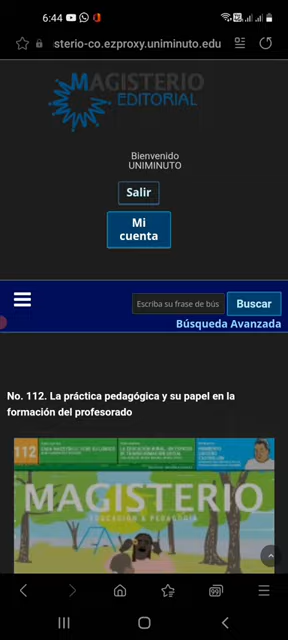 6:44
sterio-co.ezproxy.uniminuto.edu
MAGISTERIO
EDITORIAL
Bienvenido
UNIMINUTO
Salir
Mi
cuenta
Escriba su frase de bús
Buscar
Búsqueda Avanzada
No. 112. La práctica pedagógica y su papel en la
formación del profesorado
112
MAGISTERIO
EDUCACIÓN & PEDAGOGÍA